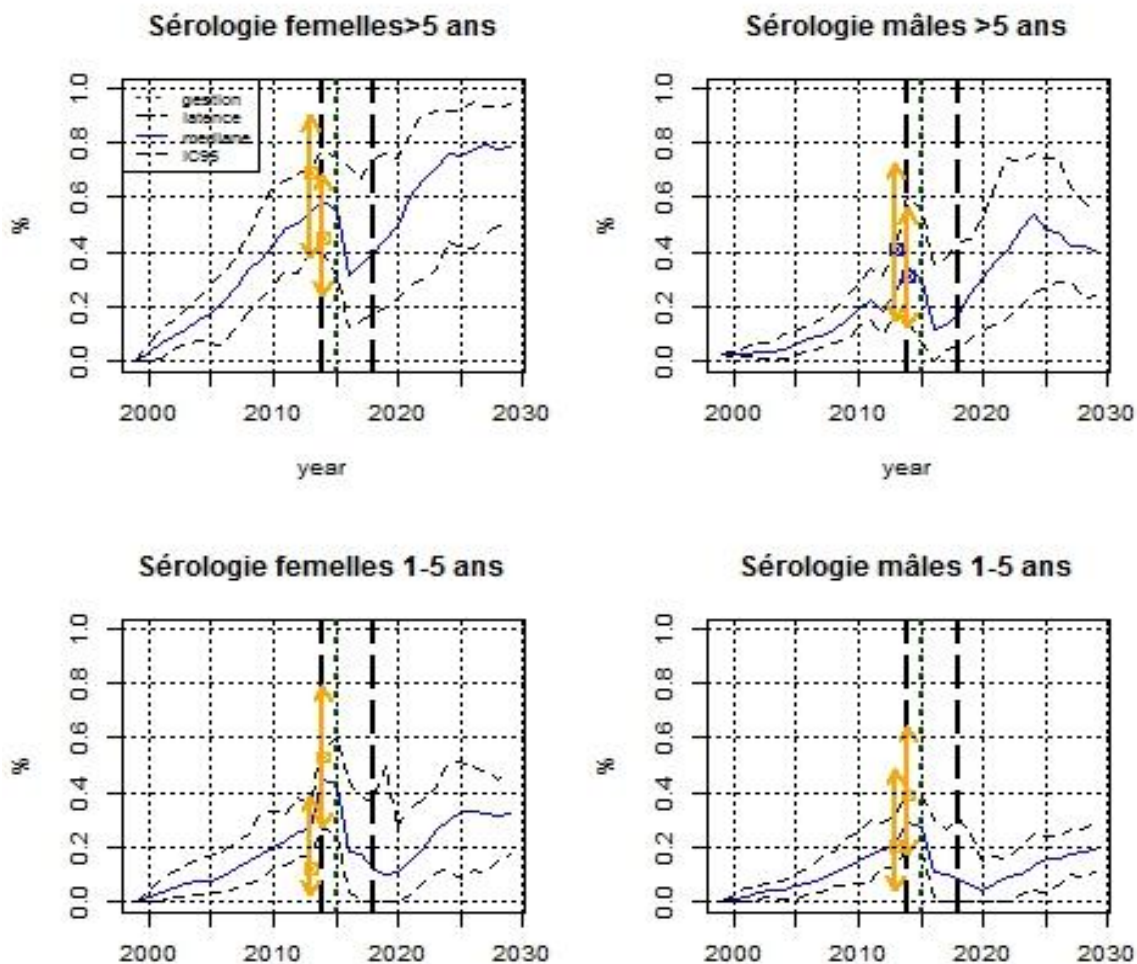 Sérologie femelles>5 ans
%
0.0 0.2 0.4 0.6 0.8 1.0
gestion
latence
mediane
IC95
2000 2010 2020 2030
year
Sérologie mâles >5 ans
%
0.0 0.2 0.4 0.6 0.8 1.0
2000 2010 2020 2030
year
Sérologie femelles 1-5 ans
%
0.0 0.2 0.4 0.6 0.8 1.0
2000 2010 2020 2030
Sérologie mâles 1-5 ans
%
0.0 0.2 0.4 0.6 0.8 1.0
2000 2010 2020 2030